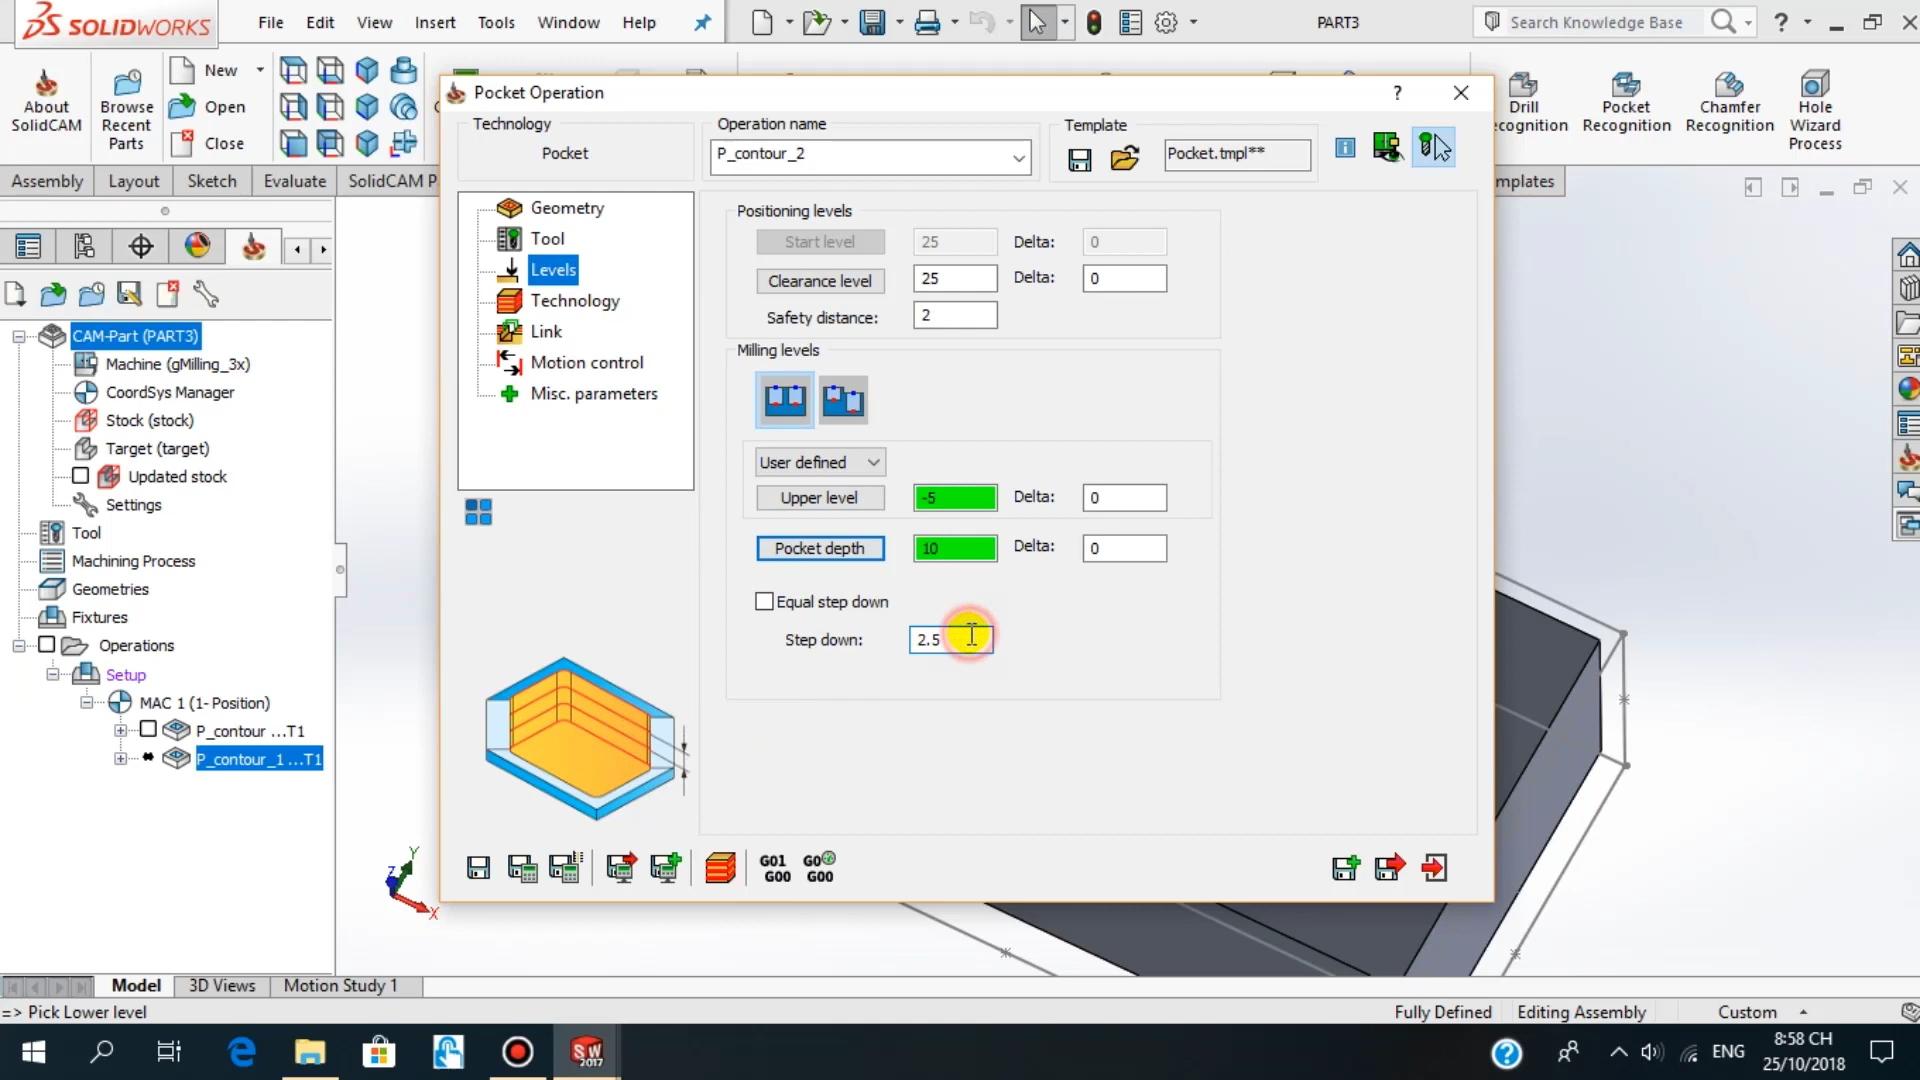 SOLIDWORKS
File Edit View Insert Tools Window Help
PART3
Search Knowledge Base
About SolidCAM
Browse Recent Parts
New
Open
Close
Drill
ecognition
Pocket Recognition
Chamfer Recognition
Hole Wizard Process
Assembly Layout Sketch Evaluate SolidCAM P
mplates
Pocket Operation
Technology
Pocket
Operation name
P_contour_2
Template
Pocket.tmpl**
Geometry
Tool
Levels
Technology
Link
Motion control
Misc. parameters
Positioning levels
Start level 25 Delta: 0
Clearance level 25 Delta: 0
Safety distance: 2
Milling levels
User defined
Upper level -5 Delta: 0
Pocket depth 10 Delta: 0
Equal step down
Step down: 2.5
G01 G00
G0 G00
CAM-Part (PART3)
Machine (gMilling_3x)
CoordSys Manager
Stock (stock)
Target (target)
Updated stock
Settings
Tool
Machining Process
Geometries
Fixtures
Operations
Setup
MAC 1 (1- Position)
P_contour ...T1
P_contour_1 ...T1
Y
Z
X
Model 3D Views Motion Study 1
=> Pick Lower level
Fully Defined Editing Assembly Custom
SW 2017
ENG
8:58 CH
25/10/2018